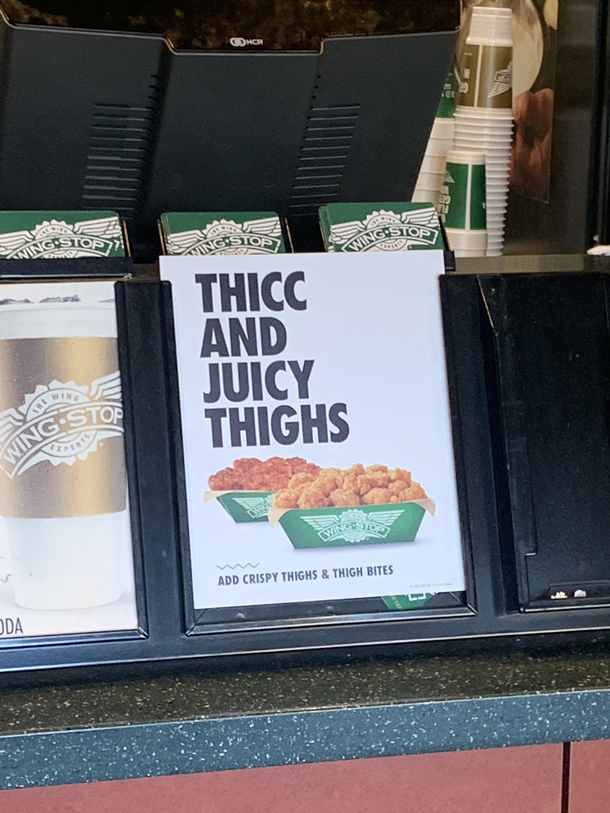 NCR
WING·STOP
WING·STOP
WING·STOP
THICC
AND
JUICY
THIGHS
THE WING
WING·STOP
EXPERTS
WING·STOP
ADD CRISPY THIGHS & THIGH BITES
ODA